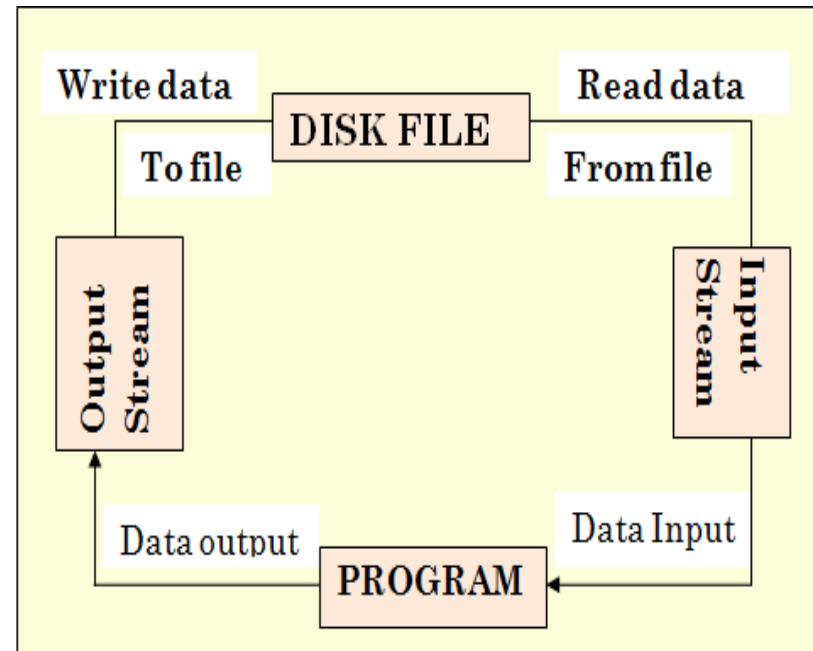 Write data
Read data
DISK FILE
To file
From file
Output
Stream
Input
Stream
Data output
Data Input
PROGRAM